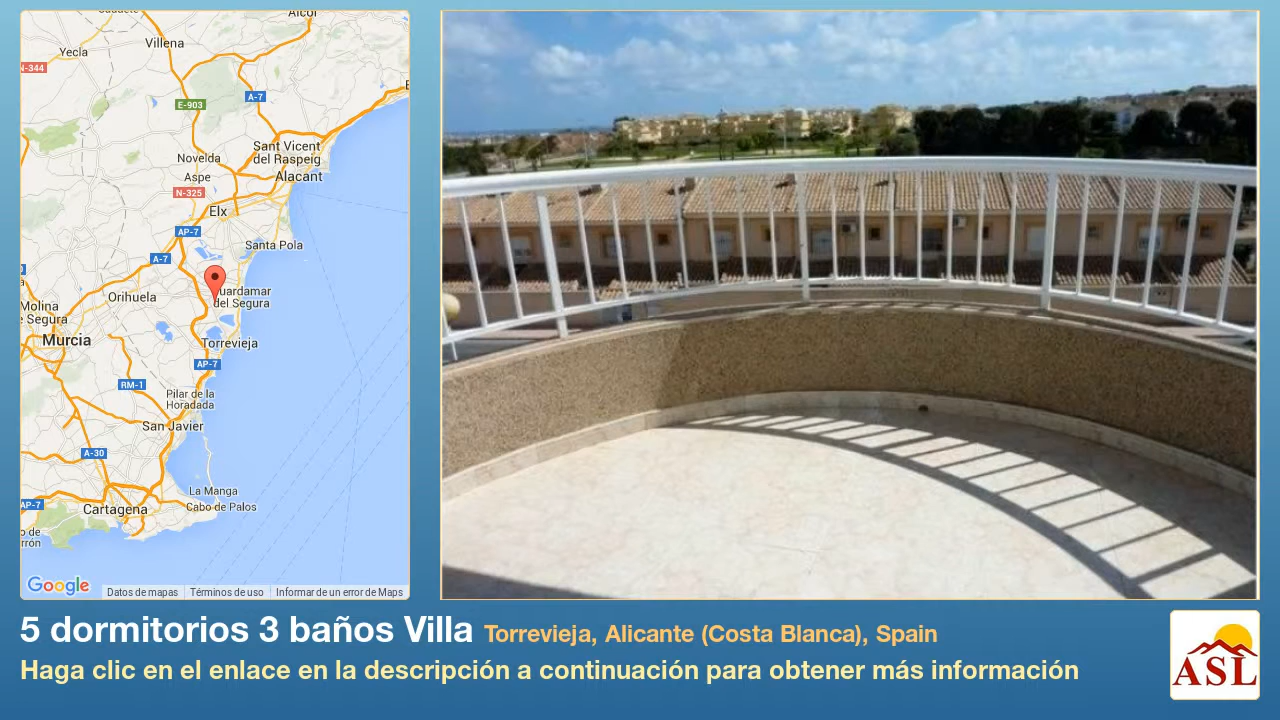 Alcoi
Villena
Yecla
N-344
E-903
A-7
Sant Vicent
del Raspeig
Novelda
Aspe
Alacant
N-325
Elx
AP-7
Santa Pola
A-7
Orihuela
Guardamar
del Segura
Molina
e Segura
Murcia
Torrevieja
AP-7
RM-1
Pilar de la
Horadada
San Javier
A-30
La Manga
AP-7
Cartagena
Cabo de Palos
o de
rrón
Google
Datos de mapas
Términos de uso
Informar de un error de Maps
5 dormitorios 3 baños Villa Torrevieja, Alicante (Costa Blanca), Spain
Haga clic en el enlace en la descripción a continuación para obtener más información
ASL